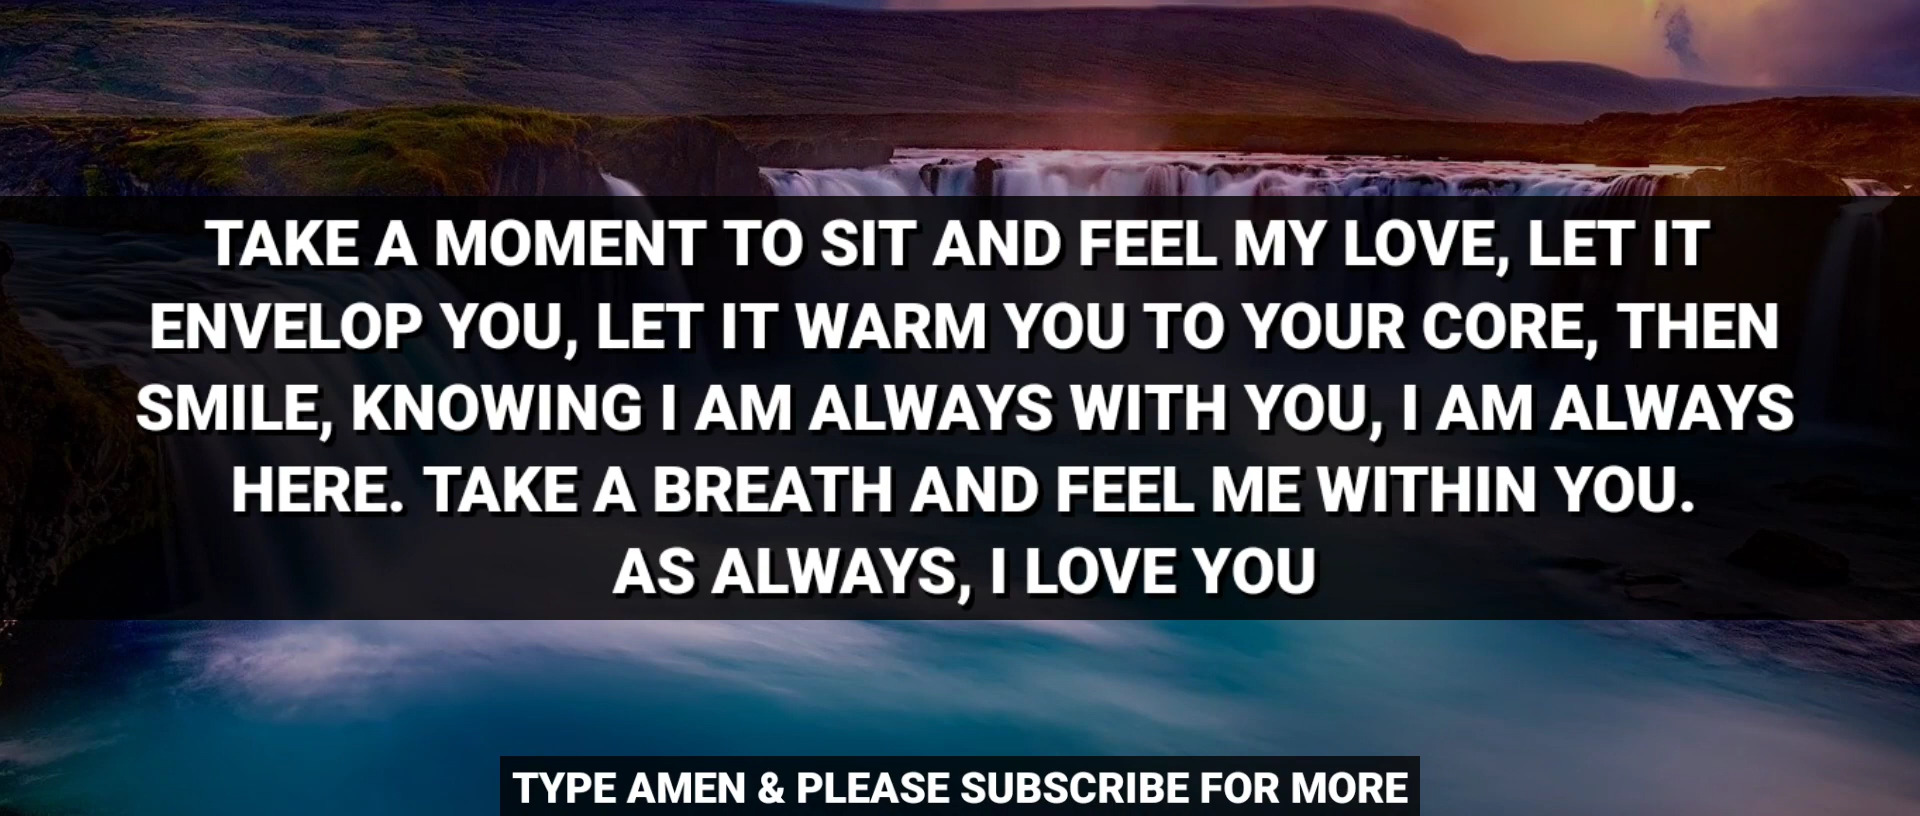 TAKE A MOMENT TO SIT AND FEEL MY LOVE, LET IT
ENVELOP YOU, LET IT WARM YOU TO YOUR CORE, THEN
SMILE, KNOWING I AM ALWAYS WITH YOU, I AM ALWAYS
HERE. TAKE A BREATH AND FEEL ME WITHIN YOU.
AS ALWAYS, I LOVE YOU
TYPE AMEN & PLEASE SUBSCRIBE FOR MORE